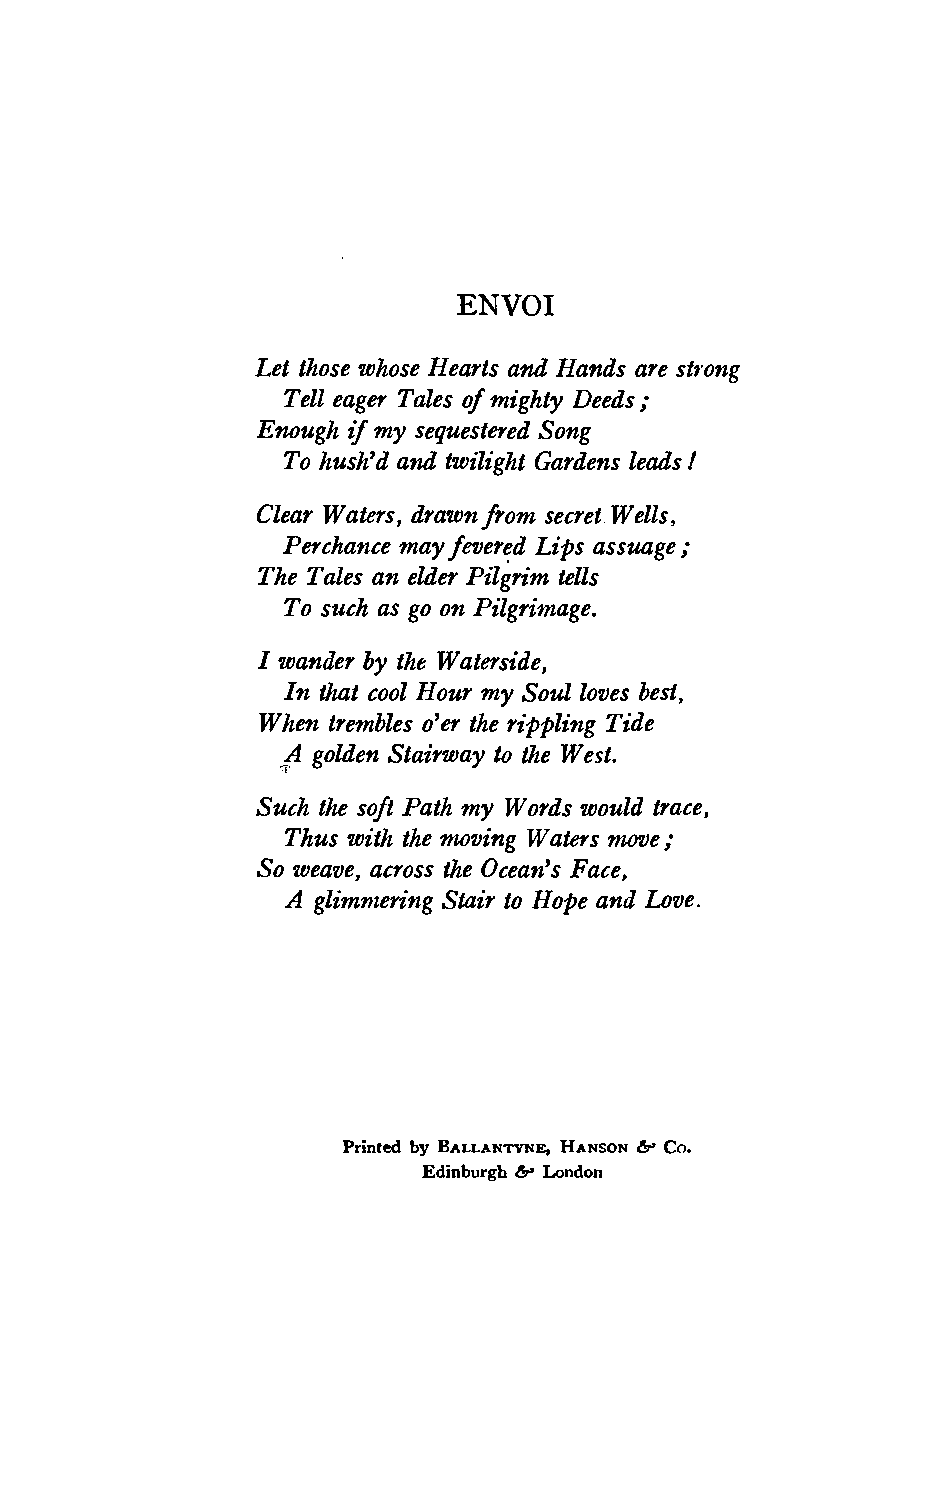 ENVOI
Let those whose Hearts and Hands are strong
Tell eager Tales of mighty Deeds;
Enough if my sequestered Song
To hush'd and twilight Gardens leads!
Clear Waters, drawn from secret Wells,
Perchance may fevered Lips assuage;
The Tales an elder Pilgrim tells
To such as go on Pilgrimage.
I wander by the Waterside,
In that cool Hour my Soul loves best,
When trembles o'er the rippling Tide
A golden Stairway to the West.
Such the soft Path my Words would trace,
Thus with the moving Waters move;
So weave, across the Ocean's Face,
A glimmering Stair to Hope and Love.
Printed by BALLANTYNE, HANSON & Co.
Edinburgh & London